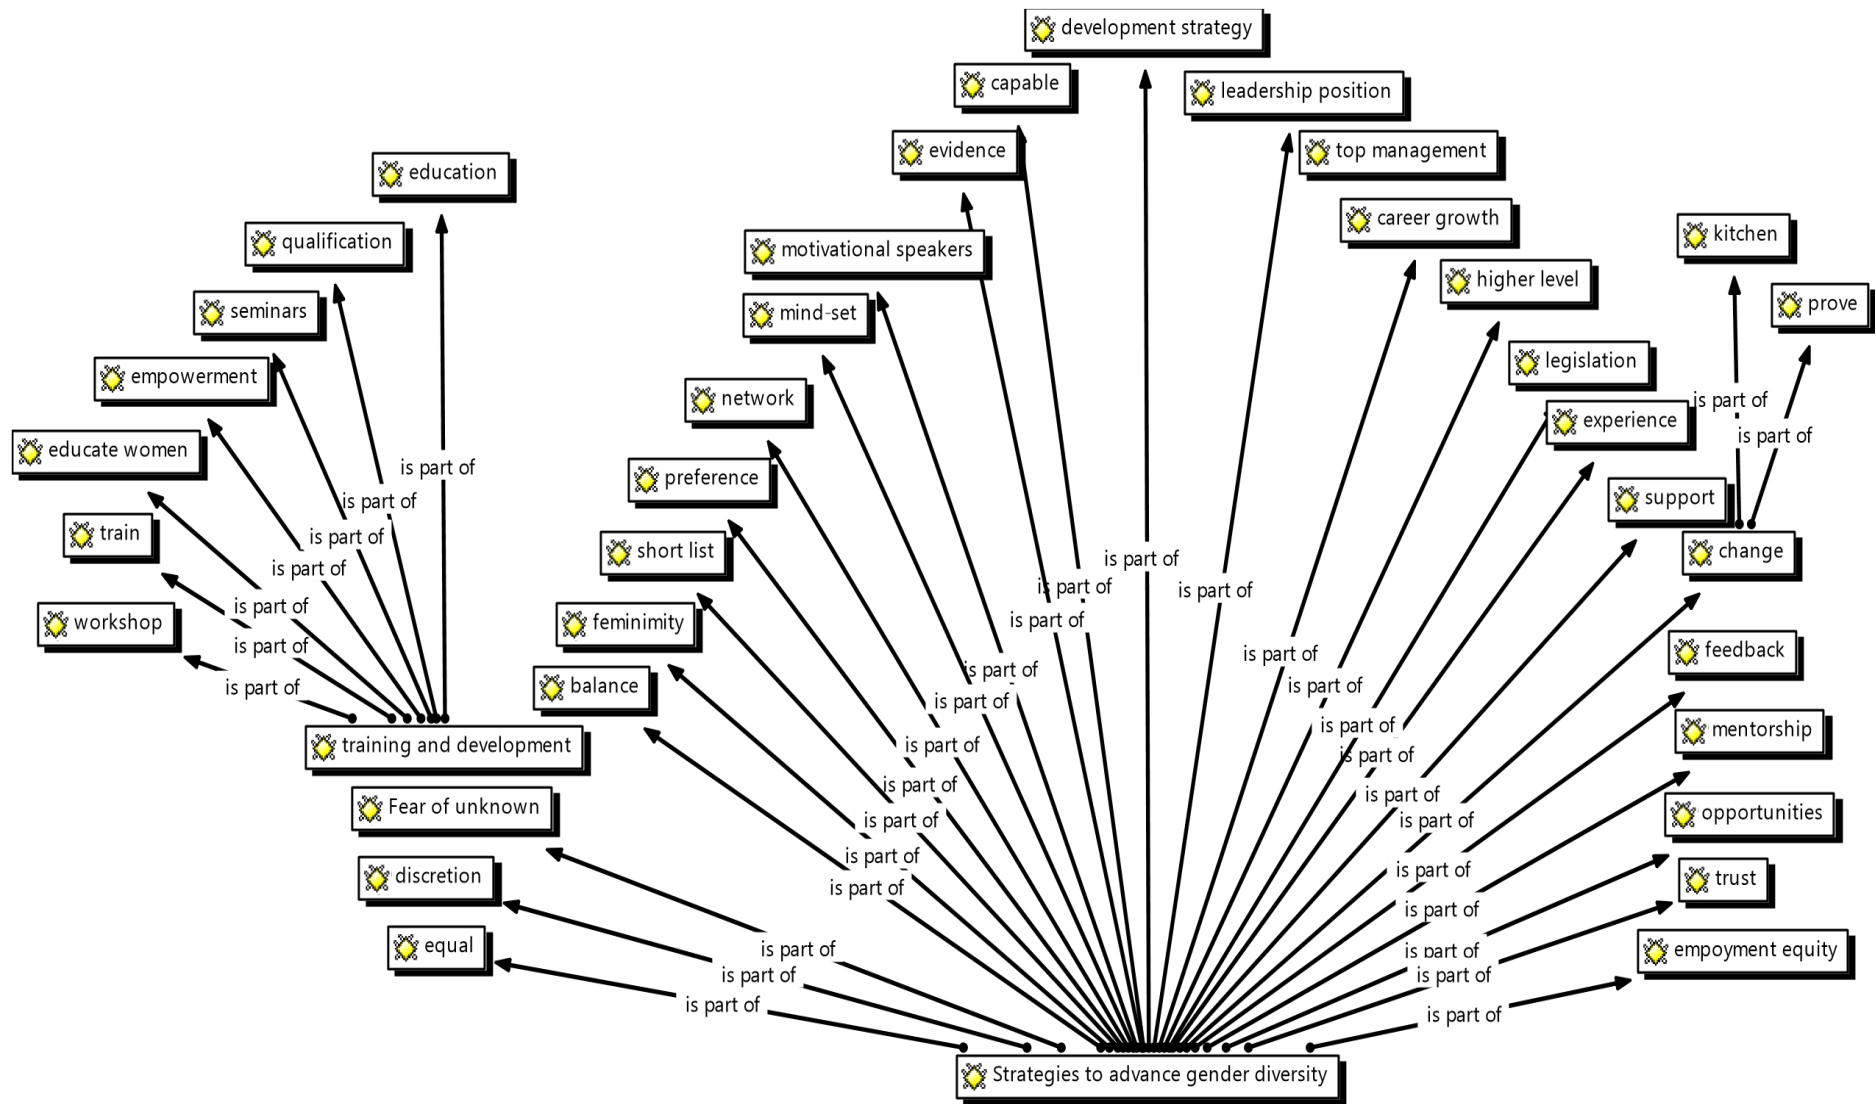 development strategy
capable
leadership position
evidence
top management
education
career growth
kitchen
qualification
motivational speakers
higher level
prove
seminars
mind-set
legislation
empowerment
network
is part of
experience
is part of
educate women
is part of
preference
support
is part of
train
is part of
short list
change
is part of
is part of
is part of
is part of
workshop
is part of
feminimity
is part of
feedback
is part of
is part of
is part of
is part of
balance
is part of
is part of
is part of
mentorship
training and development
is part of
is part of
is part of
is part of
Fear of unknown
opportunities
is part of
is part of
is part of
is part of
discretion
trust
is part of
is part of
equal
is part of
is part of
empoyment equity
is part of
is part of
is part of
is part of
Strategies to advance gender diversity